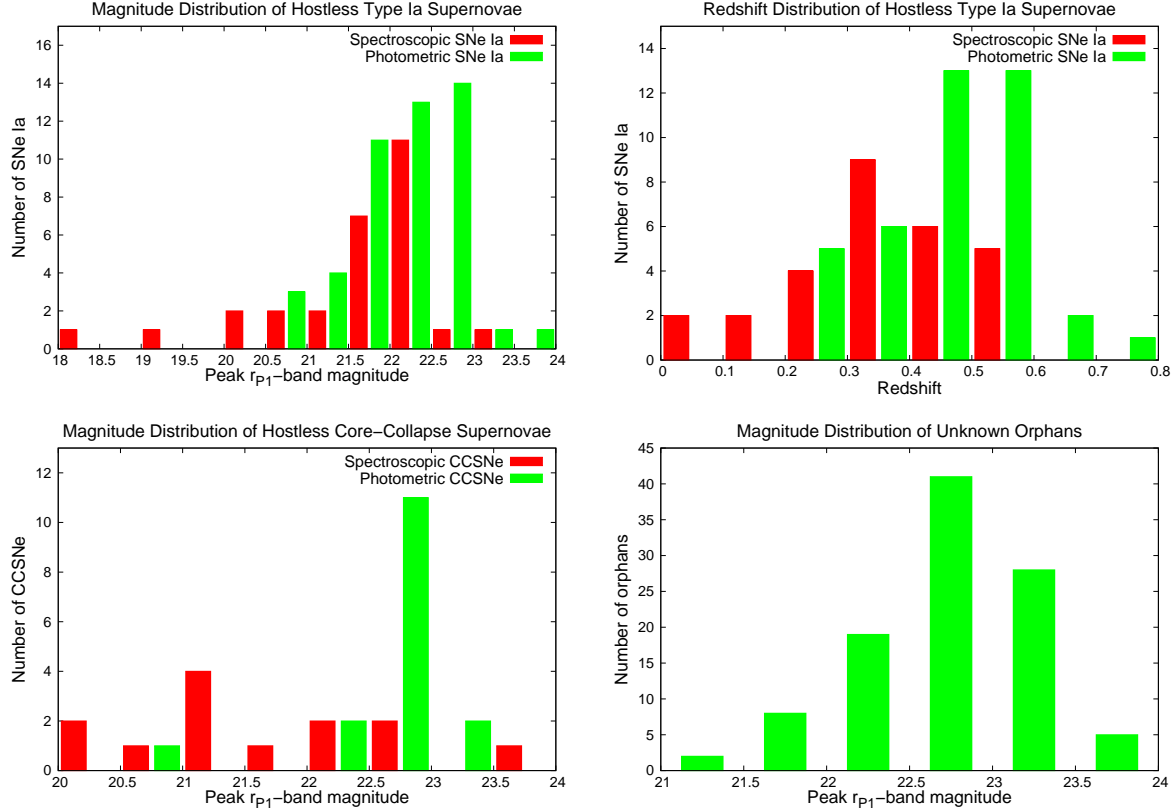 Magnitude Distribution of Hostless Type Ia Supernovae
Spectroscopic SNe Ia
Photometric SNe Ia
Number of SNe Ia
16
14
12
10
8
6
4
2
0
18 18.5 19 19.5 20 20.5 21 21.5 22 22.5 23 23.5 24
Peak rP1−band magnitude
Redshift Distribution of Hostless Type Ia Supernovae
Spectroscopic SNe Ia
Photometric SNe Ia
Number of SNe Ia
14
12
10
8
6
4
2
0
0 0.1 0.2 0.3 0.4 0.5 0.6 0.7 0.8
Redshift
Magnitude Distribution of Hostless Core−Collapse Supernovae
Spectroscopic CCSNe
Photometric CCSNe
Number of CCSNe
12
10
8
6
4
2
0
20 20.5 21 21.5 22 22.5 23 23.5 24
Peak rP1−band magnitude
Magnitude Distribution of Unknown Orphans
Number of orphans
45
40
35
30
25
20
15
10
5
0
21 21.5 22 22.5 23 23.5 24
Peak rP1−band magnitude